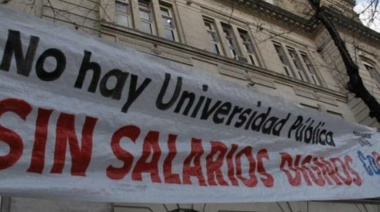 No hay Universidad Pública
SIN SALARIOS DIGNOS